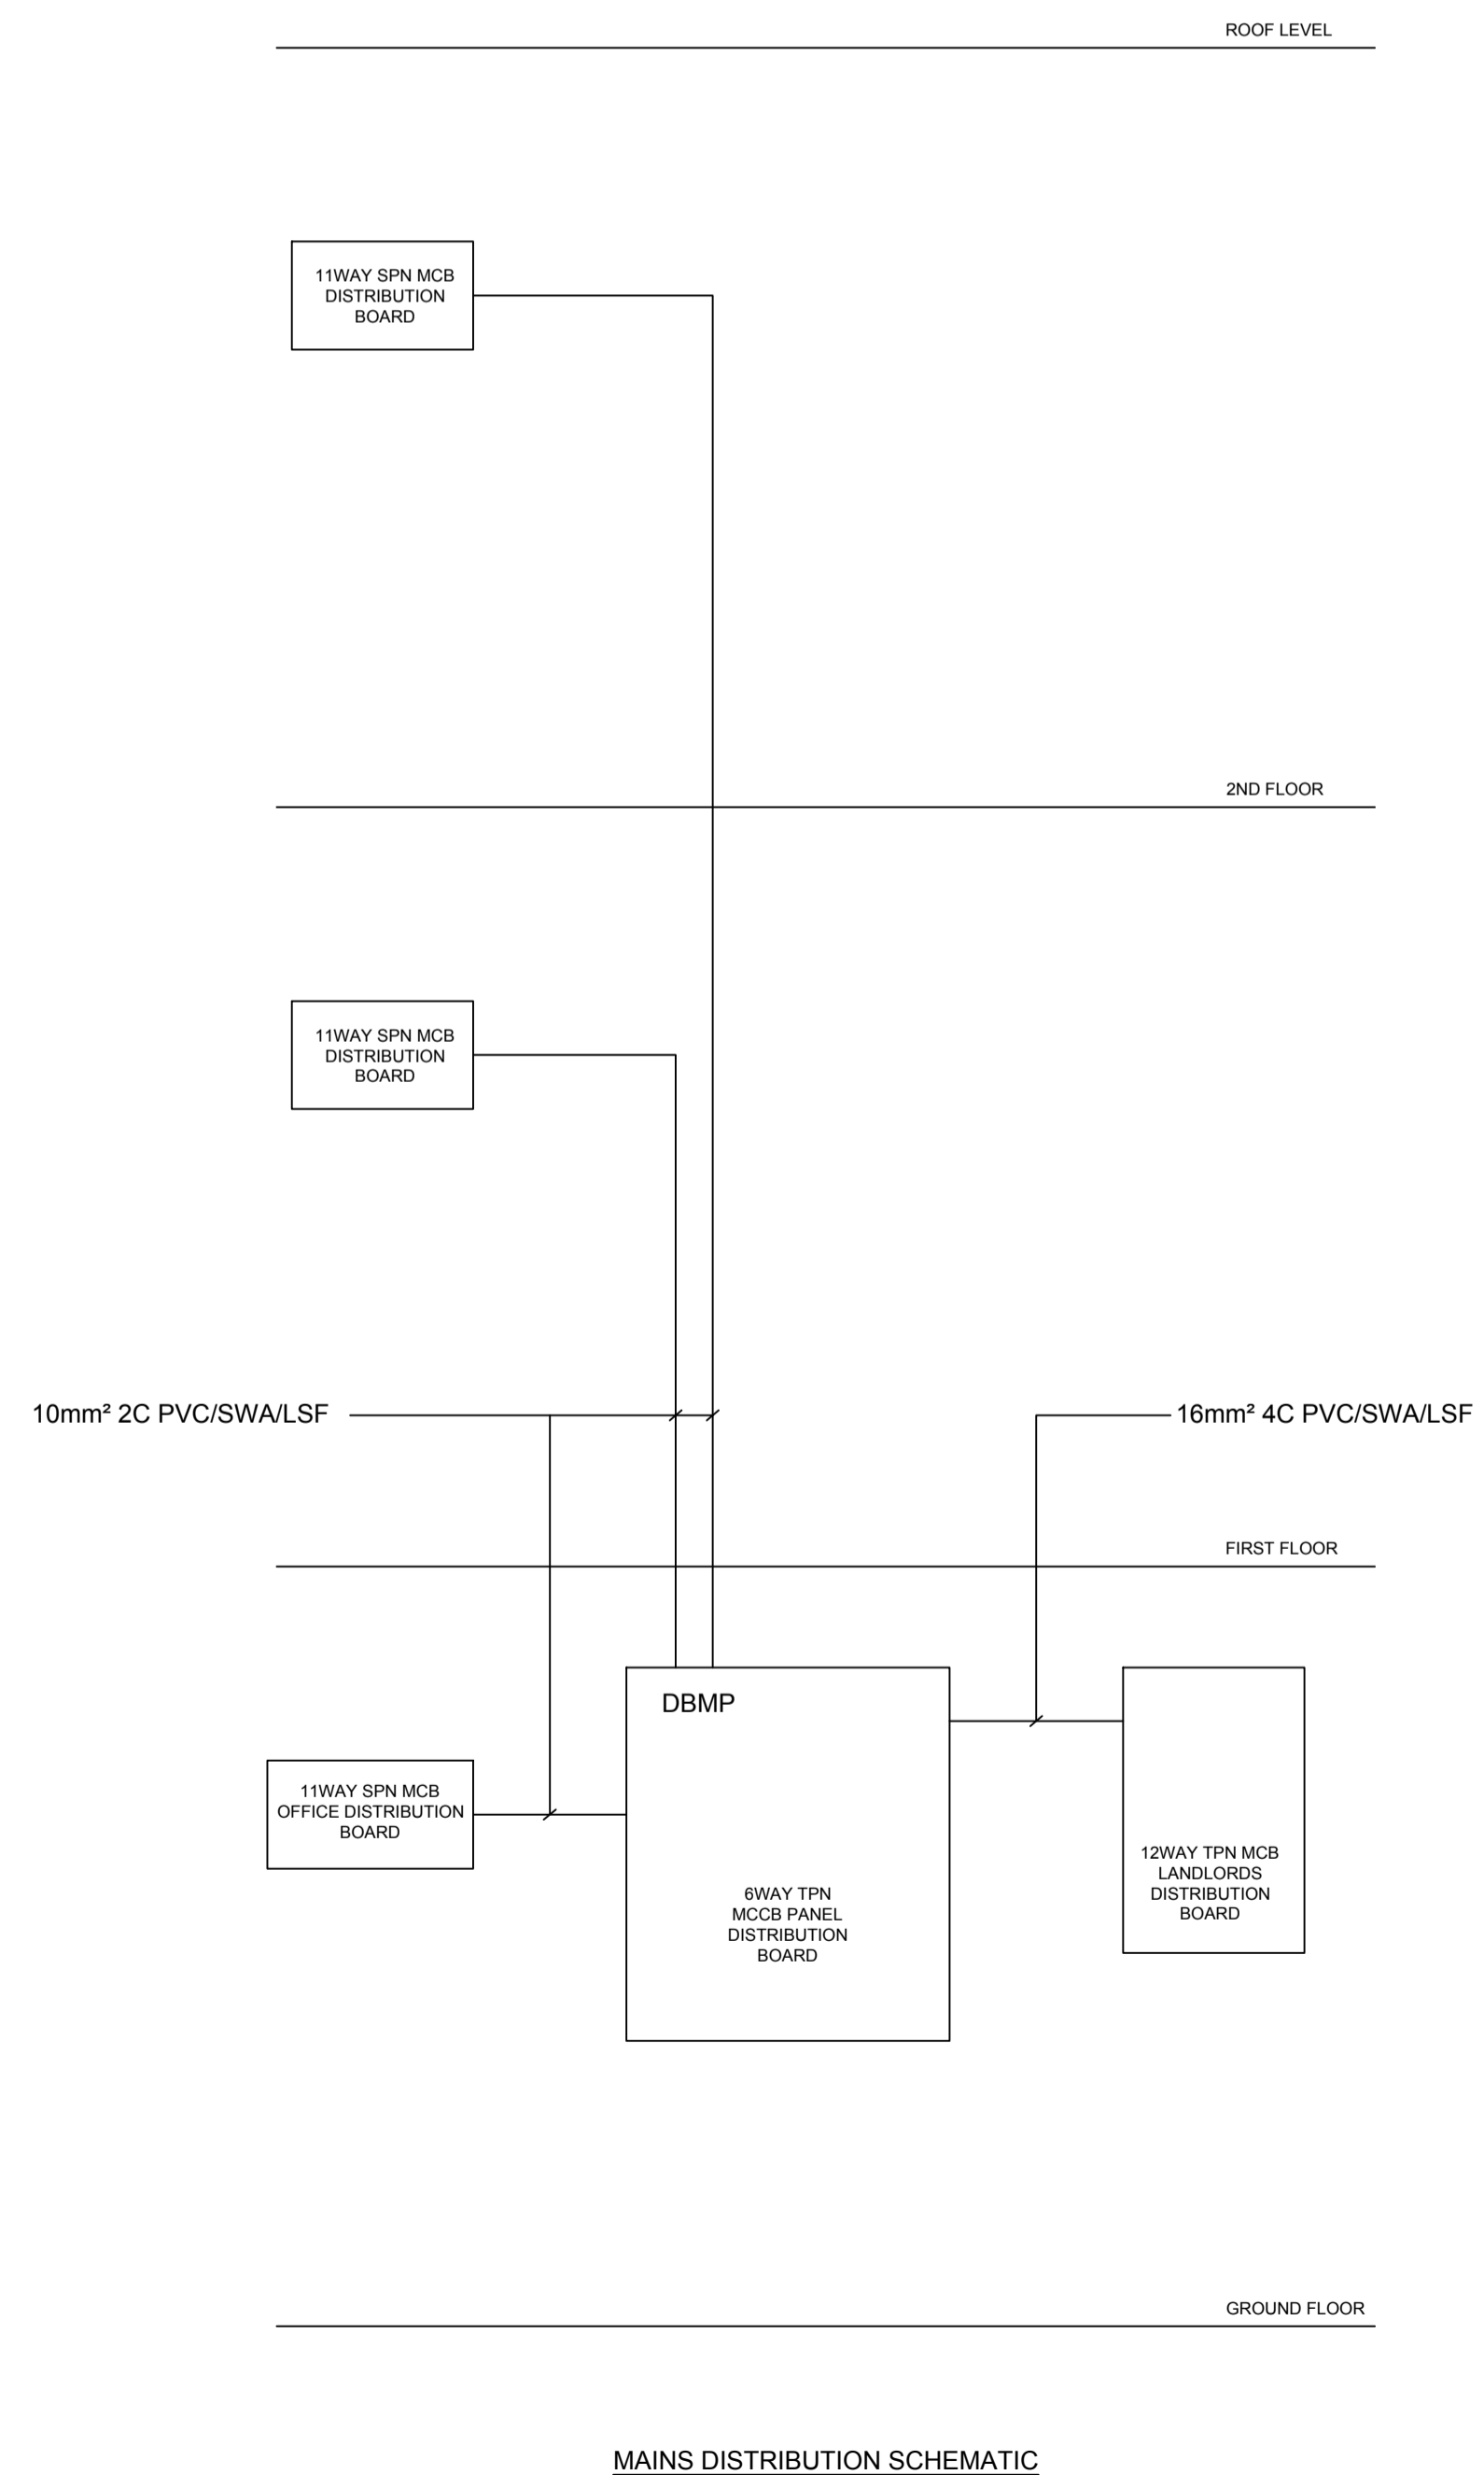 ROOF LEVEL
11WAY SPN MCB
DISTRIBUTION
BOARD
2ND FLOOR
11WAY SPN MCB
DISTRIBUTION
BOARD
10mm² 2C PVC/SWA/LSF
16mm² 4C PVC/SWA/LSF
FIRST FLOOR
DBMP
11WAY SPN MCB
OFFICE DISTRIBUTION
BOARD
6WAY TPN
MCCB PANEL
DISTRIBUTION
BOARD
12WAY TPN MCB
LANDLORDS
DISTRIBUTION
BOARD
GROUND FLOOR
MAINS DISTRIBUTION SCHEMATIC